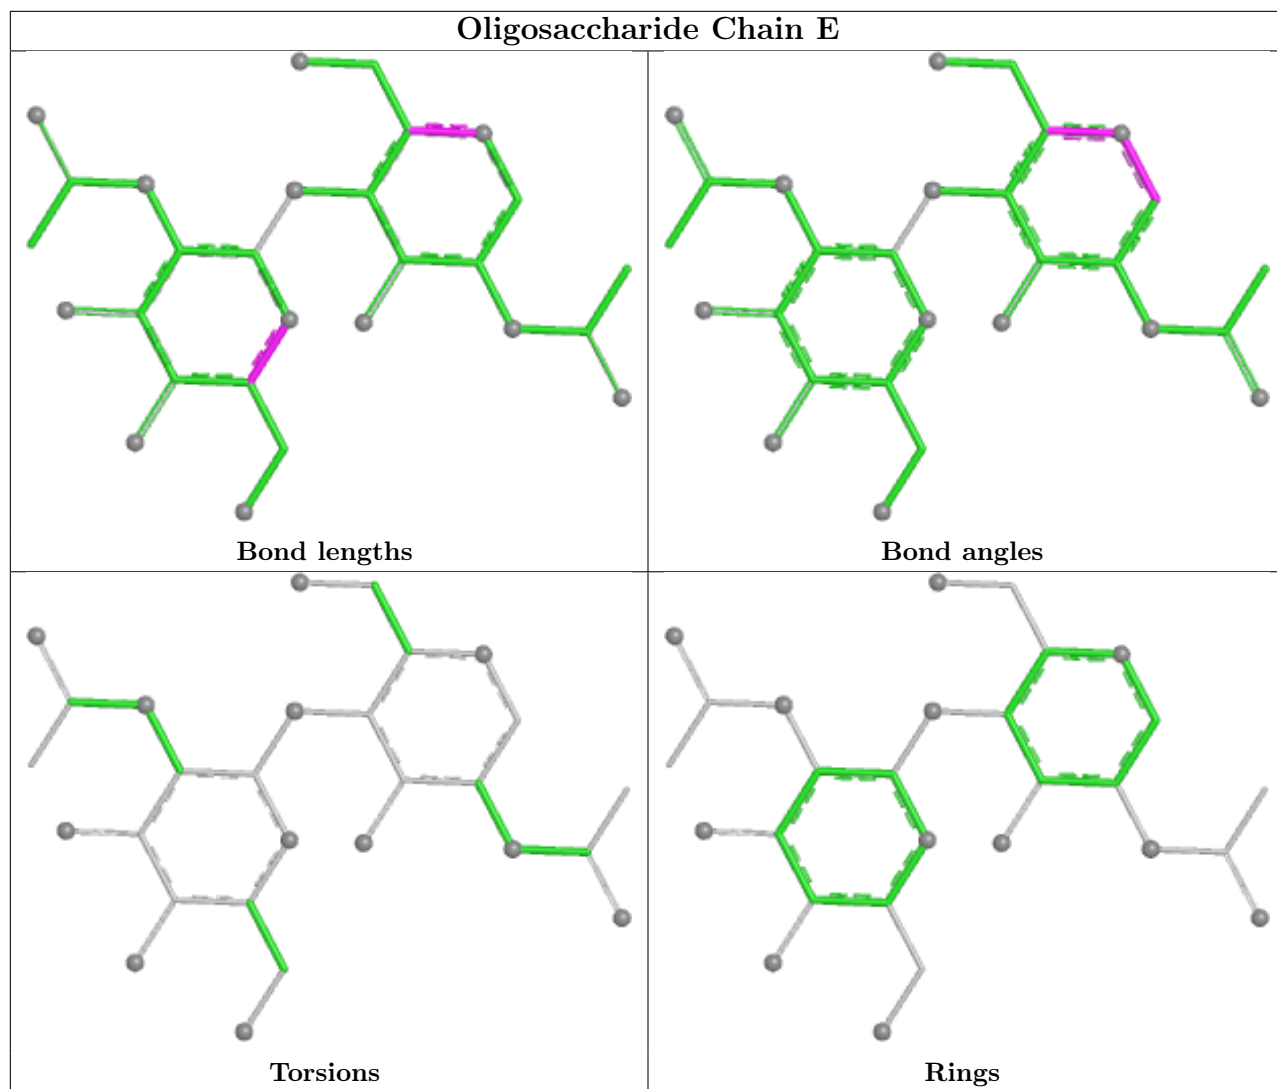 Oligosaccharide Chain E
Bond lengths
Bond angles
Torsions
Rings